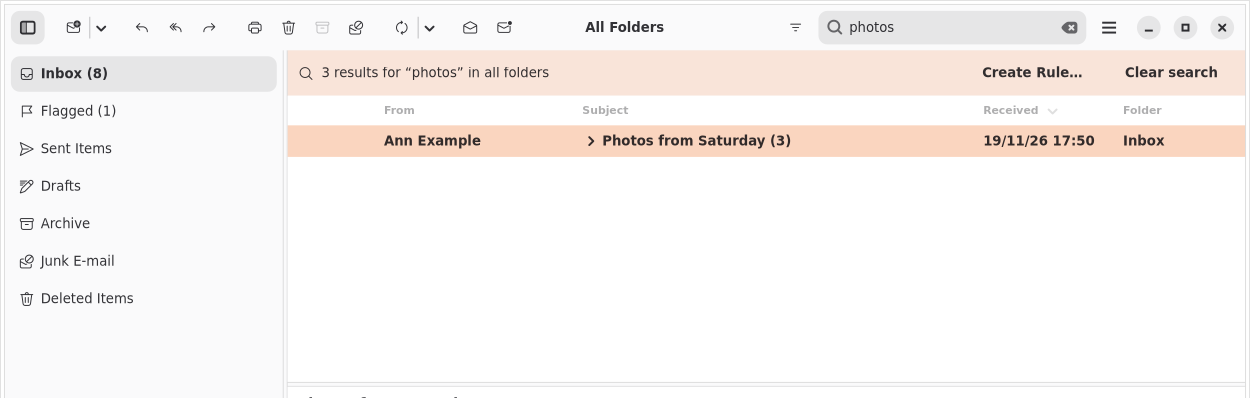 All Folders
photos
Inbox (8)
Flagged (1)
Sent Items
Drafts
Archive
Junk E-mail
Deleted Items
3 results for “photos” in all folders
Create Rule...
Clear search
From Subject Received Folder
Ann Example Photos from Saturday (3) 19/11/26 17:50 Inbox